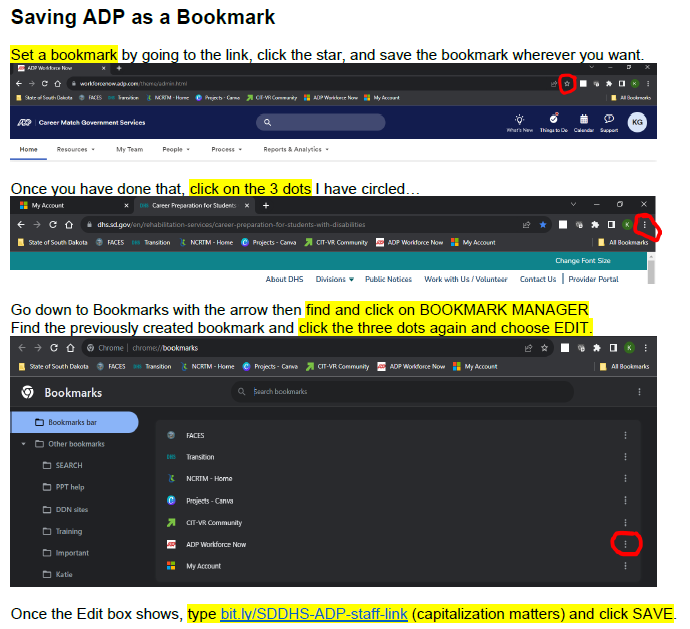 Saving ADP as a Bookmark
Set a bookmark by going to the link, click the star, and save the bookmark wherever you want.
ADP Workforce Now
workforcenow.adp.com/theme/admin.html
State of South Dakota FACES Transition NCRTM - Home Projects - Canva CIT-VR Community ADP Workforce Now My Account All Bookmarks
ADP Career Match Government Services What's New Things to Do Calendar Support KG
Home Resources My Team People Process Reports & Analytics
Once you have done that, click on the 3 dots I have circled…
My Account Career Preparation for Students
dhs.sd.gov/en/rehabilitation-services/career-preparation-for-students-with-disabilities K
State of South Dakota FACES Transition NCRTM - Home Projects - Canva CIT-VR Community ADP Workforce Now My Account All Bookmarks
Change Font Size
About DHS Divisions Public Notices Work with Us / Volunteer Contact Us Provider Portal
Go down to Bookmarks with the arrow then find and click on BOOKMARK MANAGER
Find the previously created bookmark and click the three dots again and choose EDIT.
Chrome chrome://bookmarks K
State of South Dakota FACES Transition NCRTM - Home Projects - Canva CIT-VR Community ADP Workforce Now My Account All Bookmarks
Bookmarks Search bookmarks
Bookmarks bar
Other bookmarks
SEARCH
PPT help
DDN sites
Training
Important
Katie
FACES
Transition
NCRTM - Home
Projects - Canva
CIT-VR Community
ADP Workforce Now
My Account
Once the Edit box shows, type bit.ly/SDDHS-ADP-staff-link (capitalization matters) and click SAVE.